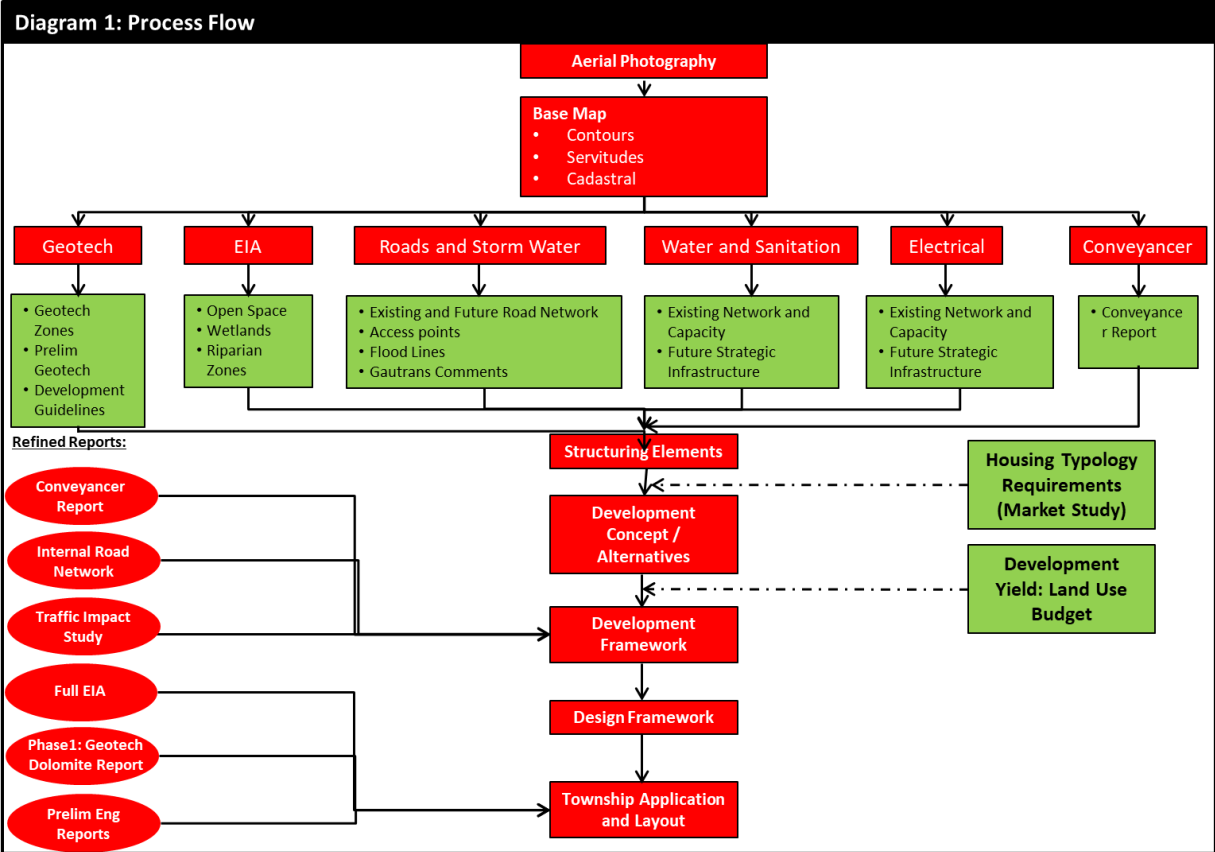 Diagram 1: Process Flow
Aerial Photography
Base Map
• Contours
• Servitudes
• Cadastral
Geotech
EIA
Roads and Storm Water
Water and Sanitation
Electrical
Conveyancer
• Geotech
Zones
• Prelim
Geotech
• Development
Guidelines
• Open Space
• Wetlands
• Riparian
Zones
• Existing and Future Road Network
• Access points
• Flood Lines
• Gautrans Comments
• Existing Network and
Capacity
• Future Strategic
Infrastructure
• Existing Network and
Capacity
• Future Strategic
Infrastructure
• Conveyance
r Report
Refined Reports:
Structuring Elements
Housing Typology
Requirements
(Market Study)
Conveyancer
Report
Development
Concept /
Alternatives
Internal Road
Network
Development
Yield: Land Use
Budget
Traffic Impact
Study
Development
Framework
Full EIA
Design Framework
Phase1: Geotech
Dolomite Report
Township Application
and Layout
Prelim Eng
Reports